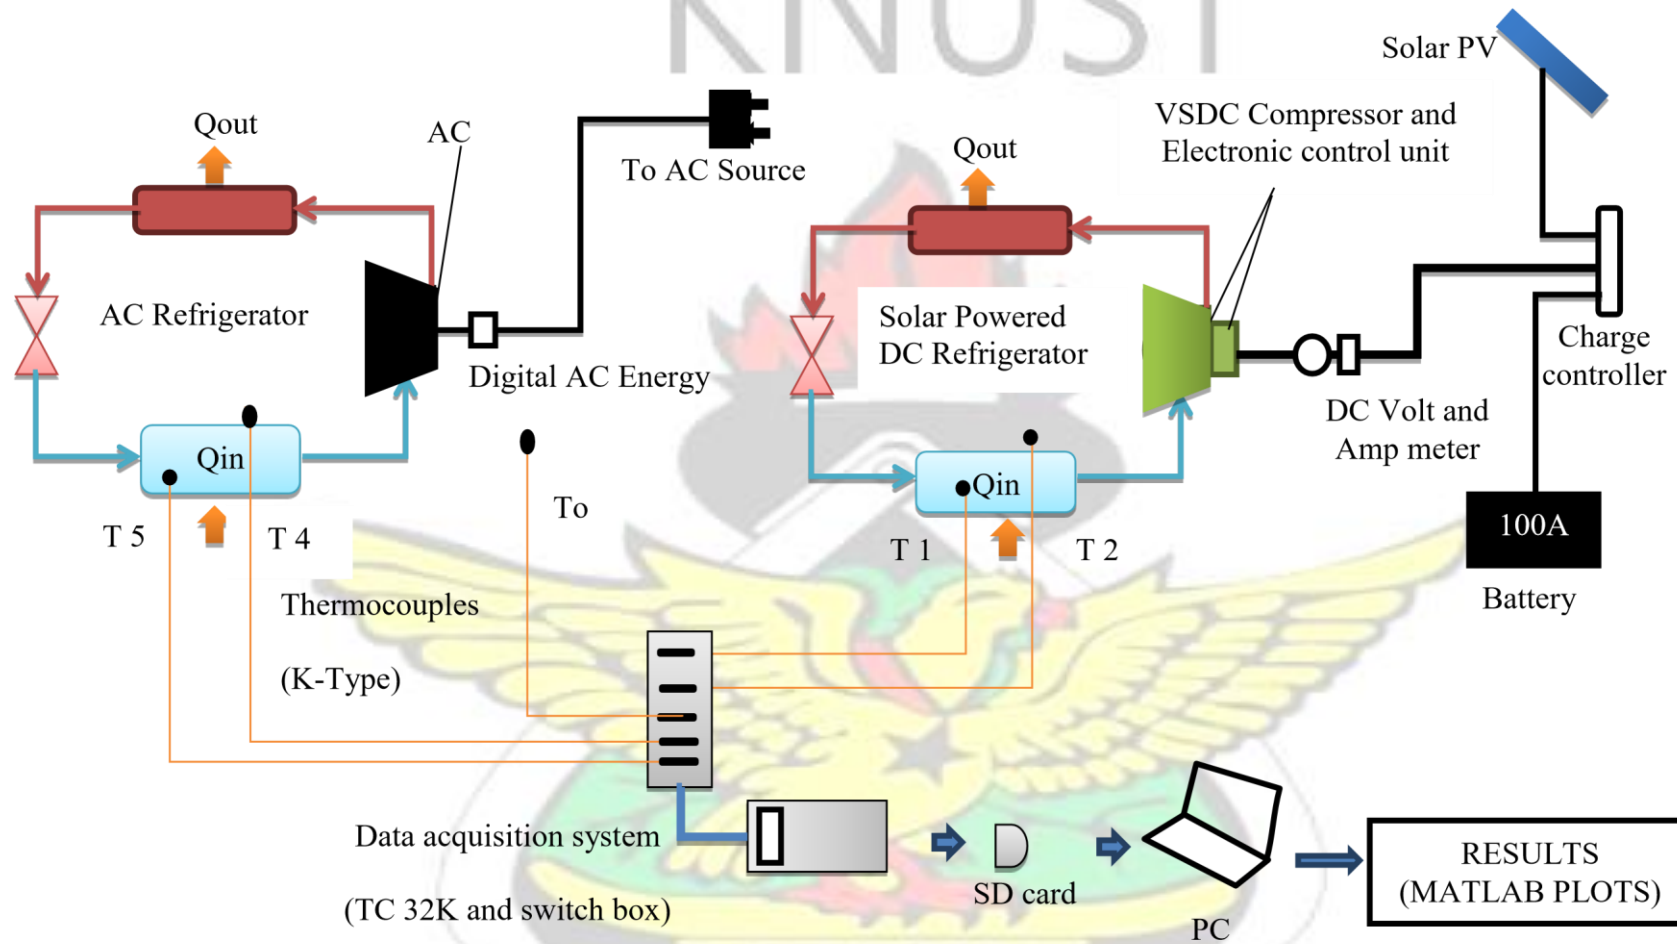 KNUST
Solar PV
Qout
AC
To AC Source
Qout
VSDC Compressor and
Electronic control unit
AC Refrigerator
Digital AC Energy
Solar Powered
DC Refrigerator
Charge
controller
DC Volt and
Amp meter
Qin
Qin
To
100A
T 5
T 4
T 1
T 2
Battery
Thermocouples
(K-Type)
Data acquisition system
(TC 32K and switch box)
SD card
PC
RESULTS
(MATLAB PLOTS)